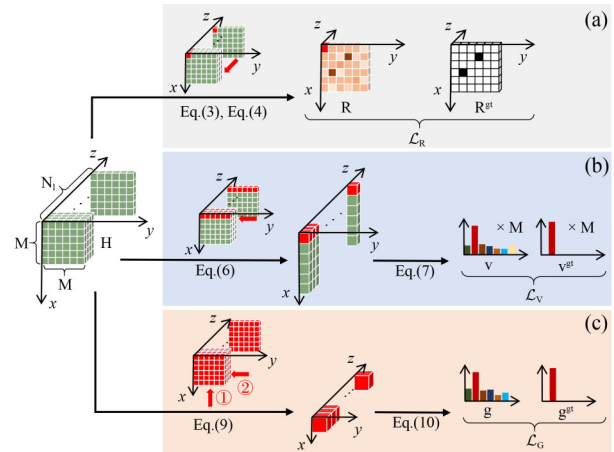 (a)
z
y
x
Eq.(3), Eq.(4)
y
x
R
y
x
R^gt
ℒ_R
z
N_i
M
H
y
M
x
(b)
z
y
x
Eq.(6)
z
y
x
Eq.(7)
× M
v
× M
v^gt
ℒ_V
(c)
z
y
x
① ②
Eq.(9)
z
y
x
Eq.(10)
g
g^gt
ℒ_G